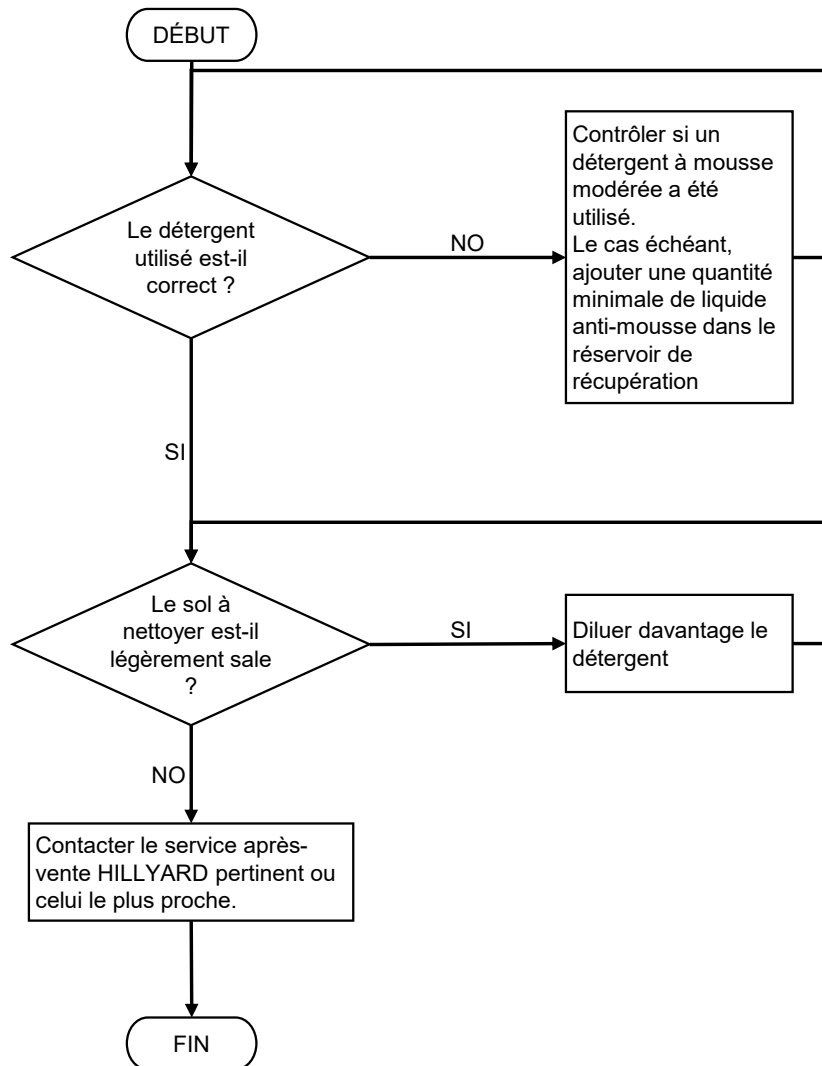 DÉBUT
Le détergent
utilisé est-il
correct ?
NO
Contrôler si un
détergent à mousse
modérée a été
utilisé.
Le cas échéant,
ajouter une quantité
minimale de liquide
anti-mousse dans le
réservoir de
récupération
SI
Le sol à
nettoyer est-il
légèrement sale
?
SI
Diluer davantage le
détergent
NO
Contacter le service après-
vente HILLYARD pertinent ou
celui le plus proche.
FIN